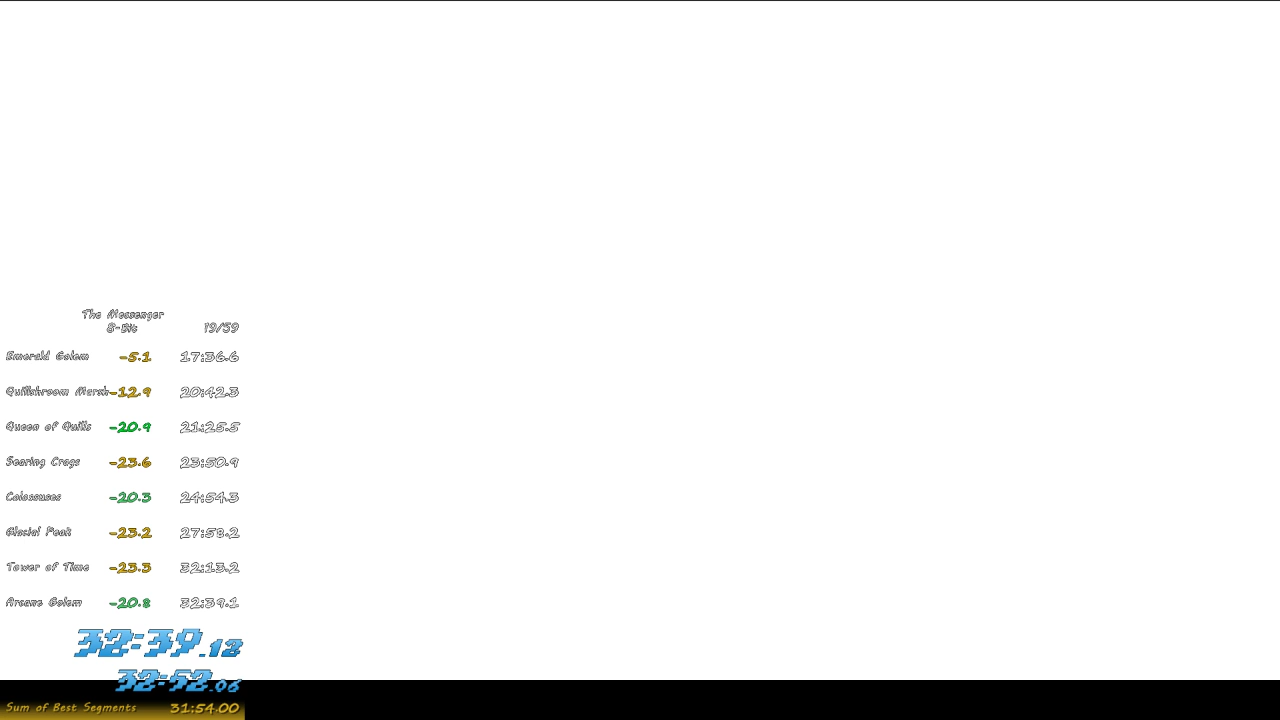 The Messenger
8-Bit 19/59
Emerald Golem -5.1 17:36.6
Quillshroom Marsh -12.9 20:42.3
Queen of Quills -20.9 21:25.5
Searing Crags -23.6 23:50.9
Colossuses -20.3 24:54.3
Glacial Peak -23.2 27:58.2
Tower of Time -23.3 32:13.2
Arcane Golem -20.8 32:39.1
32:39.12
32:52.06
Sum of Best Segments 31:54.00